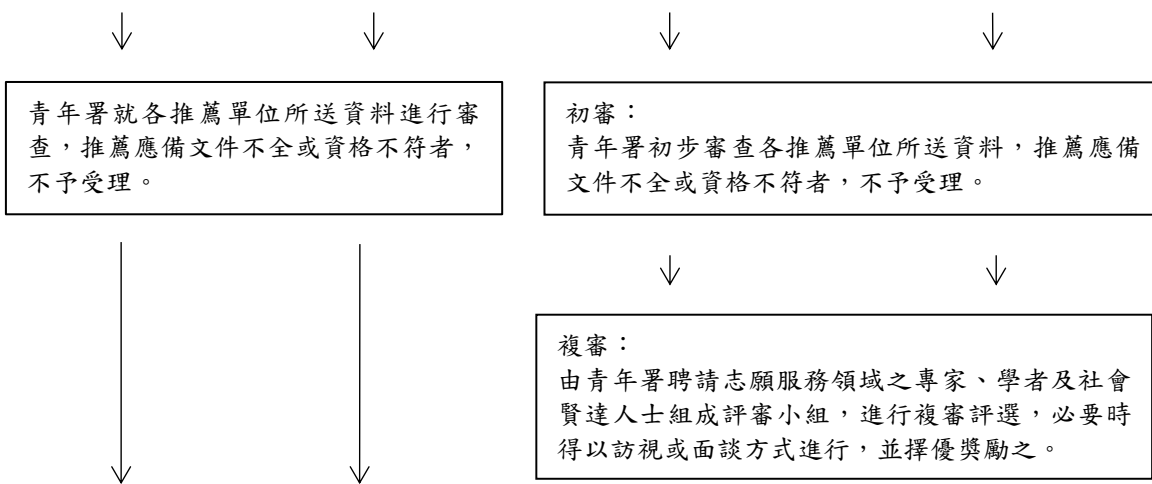 青年署就各推薦單位所送資料進行審
查，推薦應備文件不全或資格不符者，
不予受理。
初審：
青年署初步審查各推薦單位所送資料，推薦應備
文件不全或資格不符者，不予受理。
複審：
由青年署聘請志願服務領域之專家、學者及社會
賢達人士組成評審小組，進行複審評選，必要時
得以訪視或面談方式進行，並擇優獎勵之。